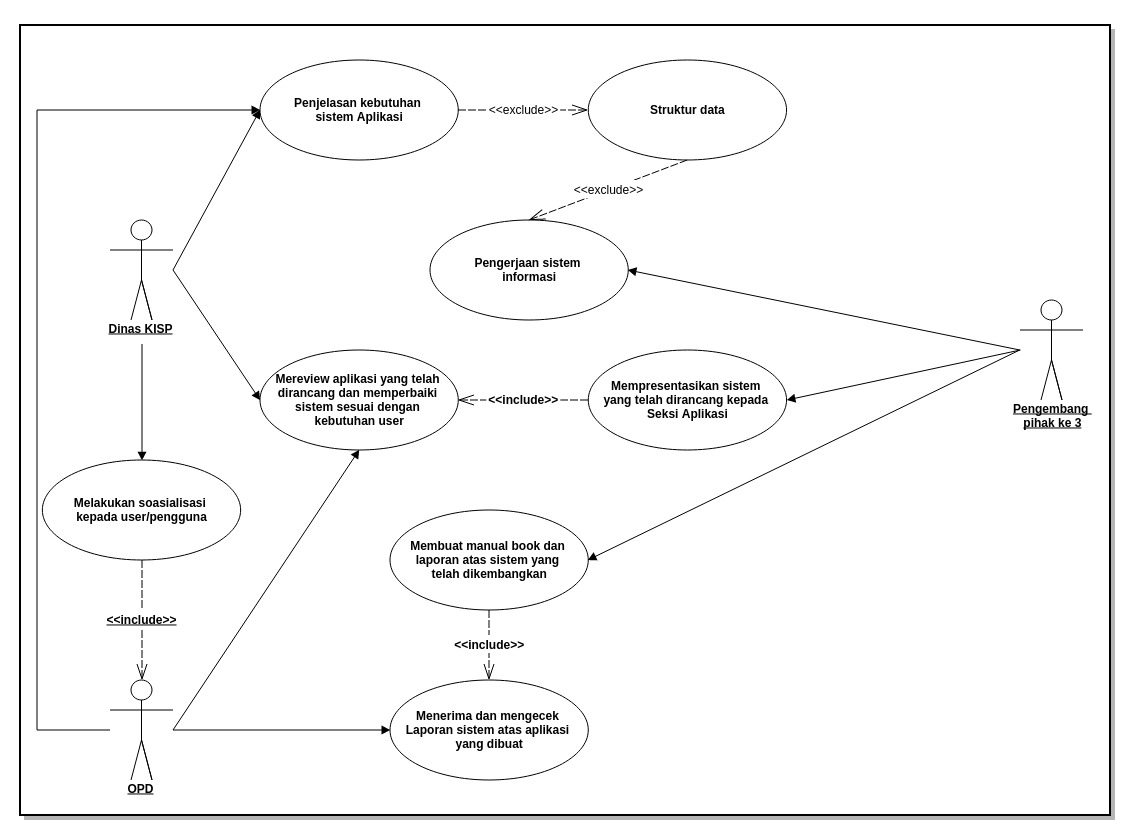 Penjelasan kebutuhan
sistem Aplikasi
<<exclude>>
Struktur data
<<exclude>>
Pengerjaan sistem
informasi
Dinas KISP
Mereview aplikasi yang telah
dirancang dan memperbaiki
sistem sesuai dengan
kebutuhan user
<<include>>
Mempresentasikan sistem
yang telah dirancang kepada
Seksi Aplikasi
Pengembang
pihak ke 3
Melakukan soasialisasi
kepada user/pengguna
Membuat manual book dan
laporan atas sistem yang
telah dikembangkan
<<include>>
<<include>>
Menerima dan mengecek
Laporan sistem atas aplikasi
yang dibuat
OPD